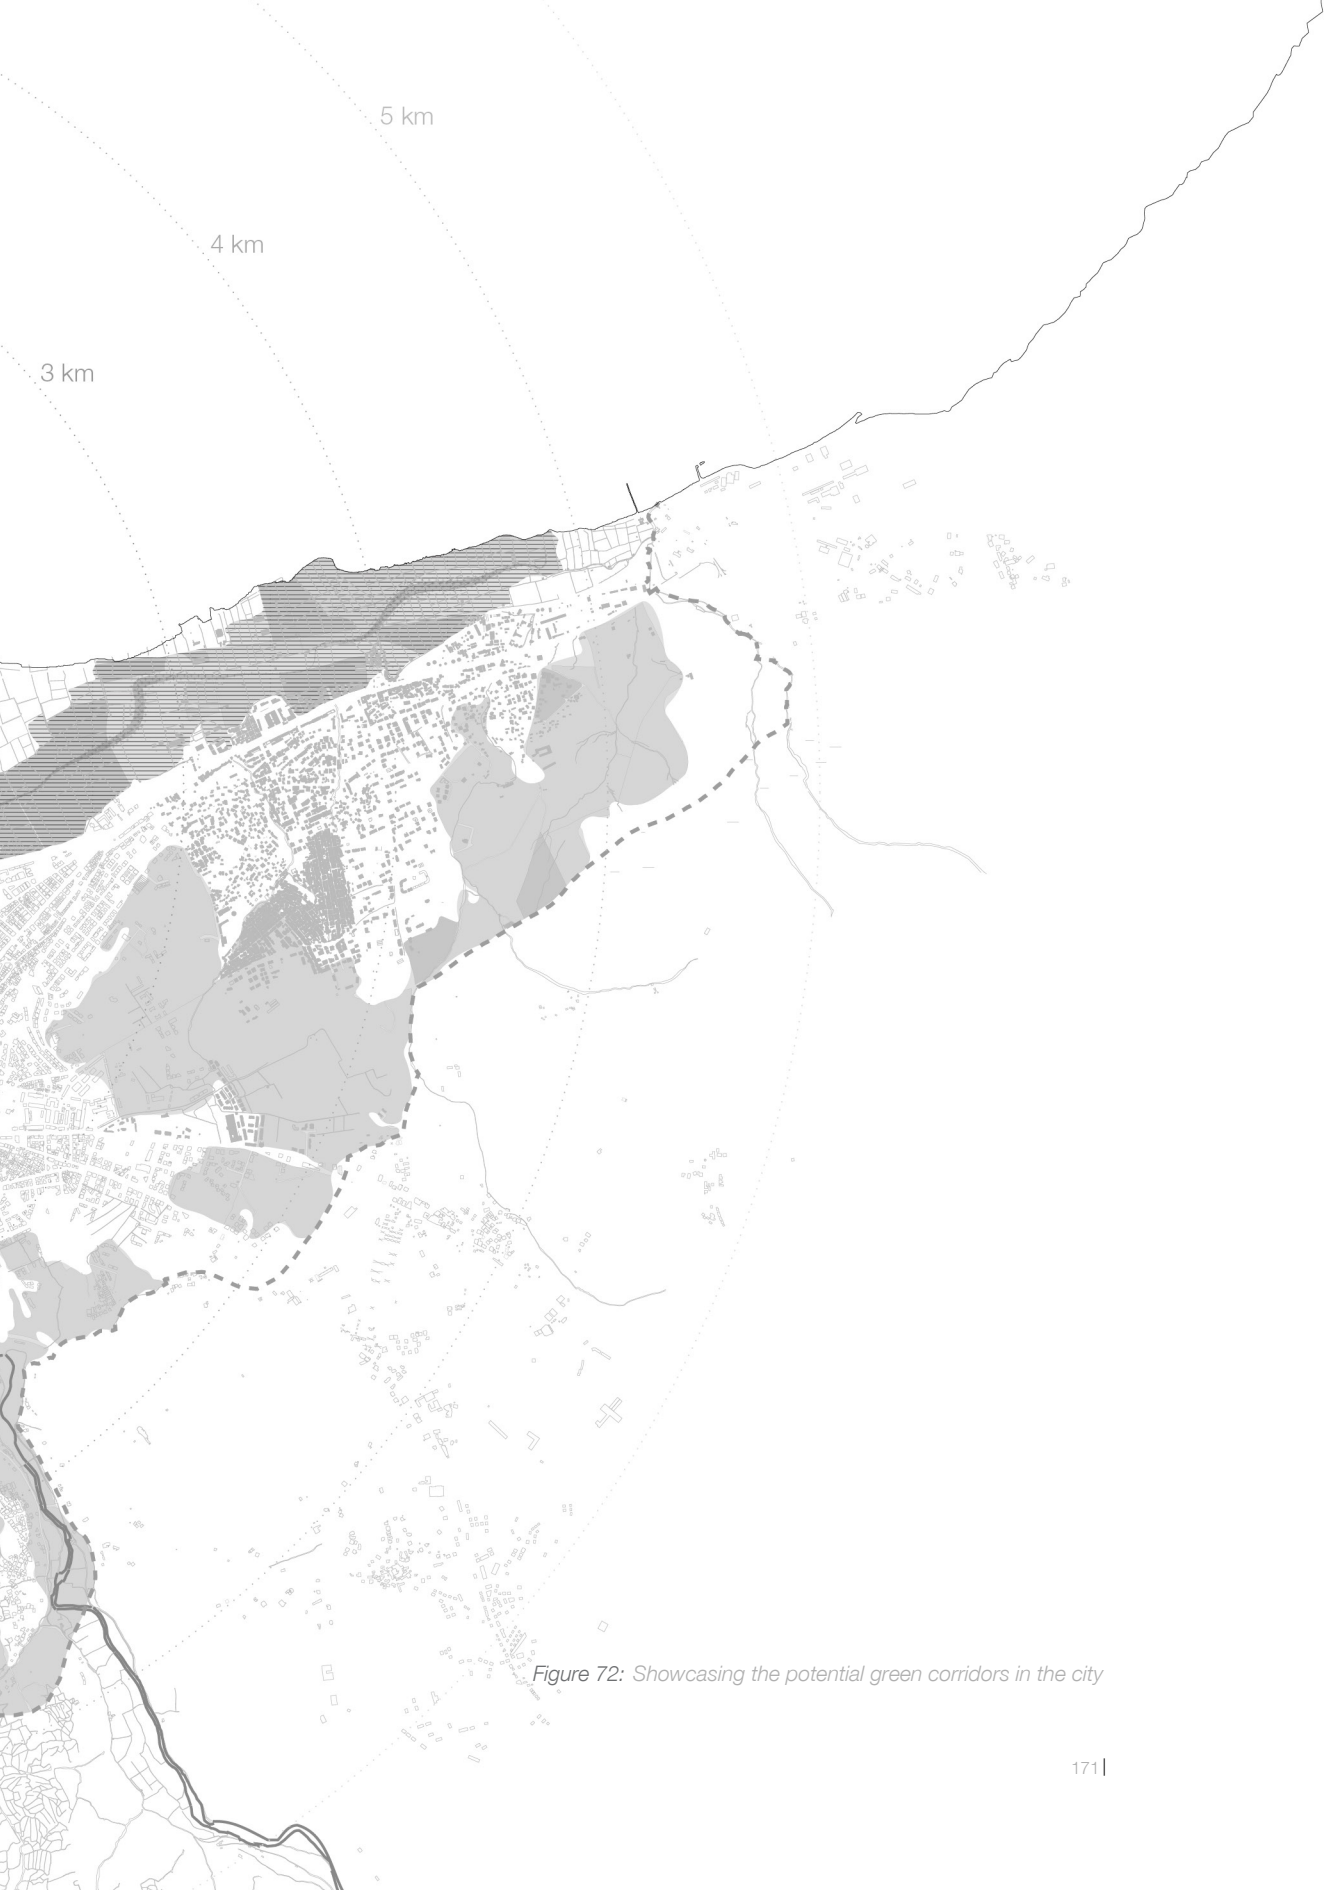 5 km
4 km
3 km
Figure 72: Showcasing the potential green corridors in the city
171|